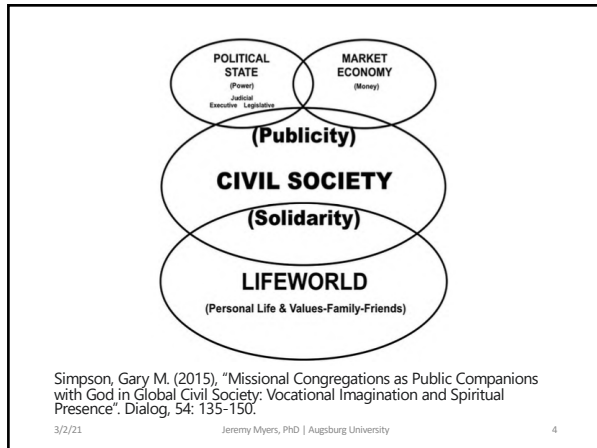 POLITICAL
STATE
(Power)
Judicial
Executive Legislative
MARKET
ECONOMY
(Money)
(Publicity)
CIVIL SOCIETY
(Solidarity)
LIFEWORLD
(Personal Life & Values-Family-Friends)
Simpson, Gary M. (2015), “Missional Congregations as Public Companions
with God in Global Civil Society: Vocational Imagination and Spiritual
Presence”. Dialog, 54: 135-150.
3/2/21 Jeremy Myers, PhD | Augsburg University 4